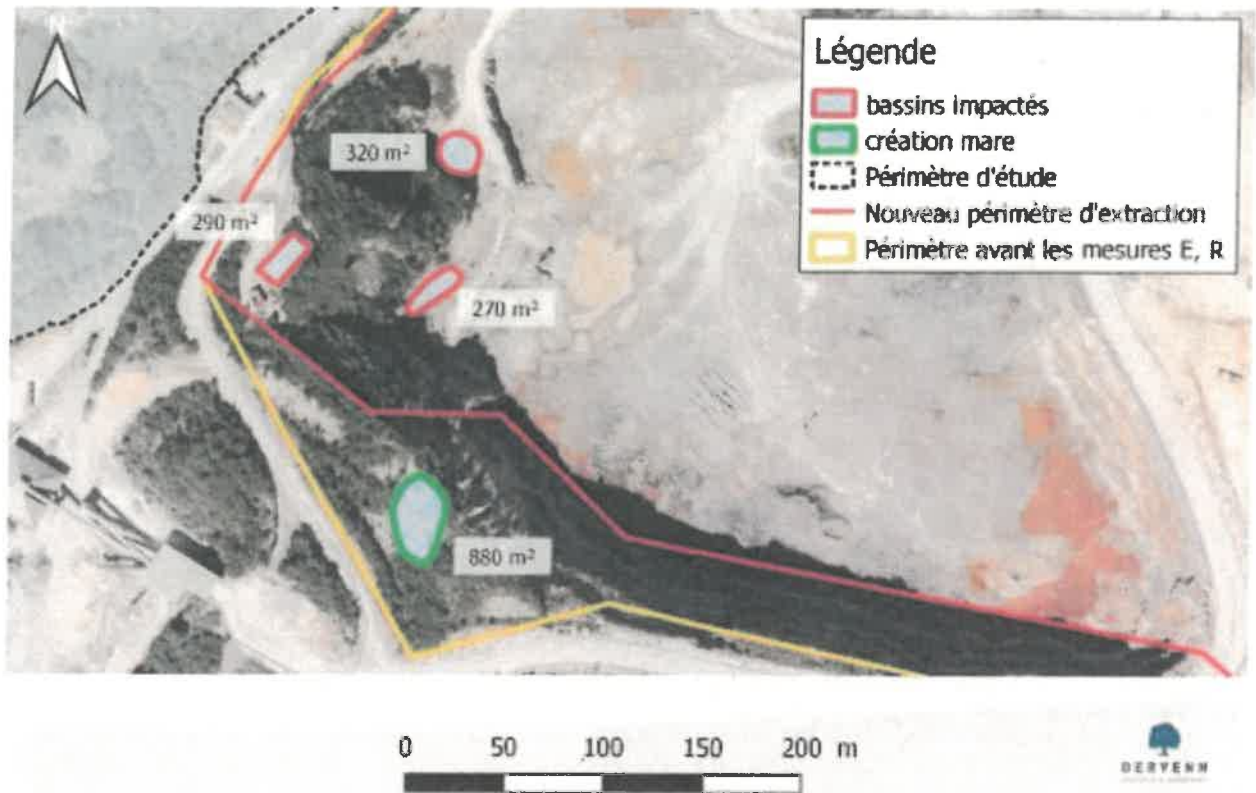 Légende
bassins impactés
création mare
Périmètre d'étude
Nouveau périmètre d'extraction
Périmètre avant les mesures E, R
320 m²
290 m²
270 m²
880 m²
0 50 100 150 200 m
DERVENN